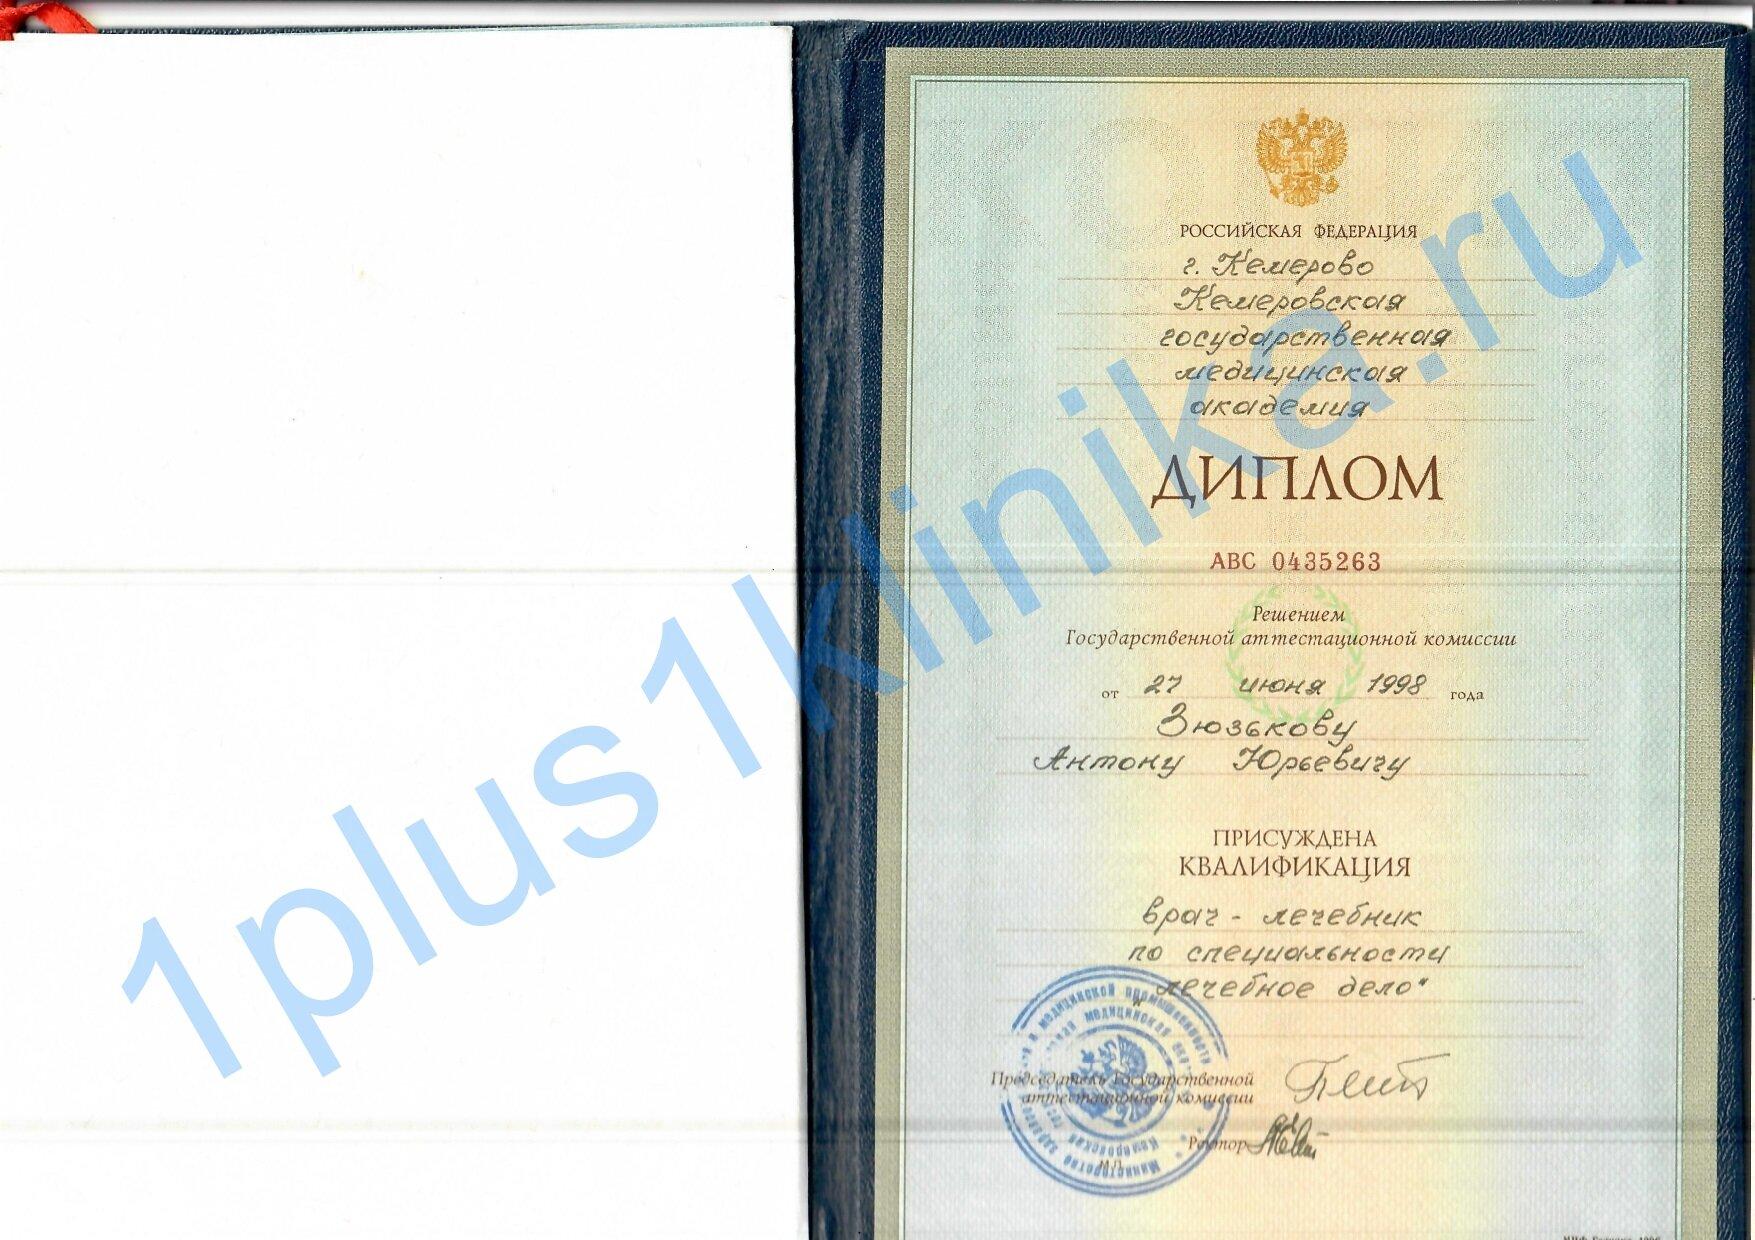 РОССИЙСКАЯ ФЕДЕРАЦИЯ
г. Кемерово
Кемеровская
государственная
медицинская
академия
ДИПЛОМ
АВС 0435263
Решением
Государственной аттестационной комиссии
от 27 июня 1998 года
Зюзькову
Антону Юрьевичу
ПРИСУЖДЕНА
КВАЛИФИКАЦИЯ
врач - лечебник
по специальности
„лечебное дело“
Председатель Государственной
аттестационной комиссии
Ректор
М.П.
1plus1klinika.ru